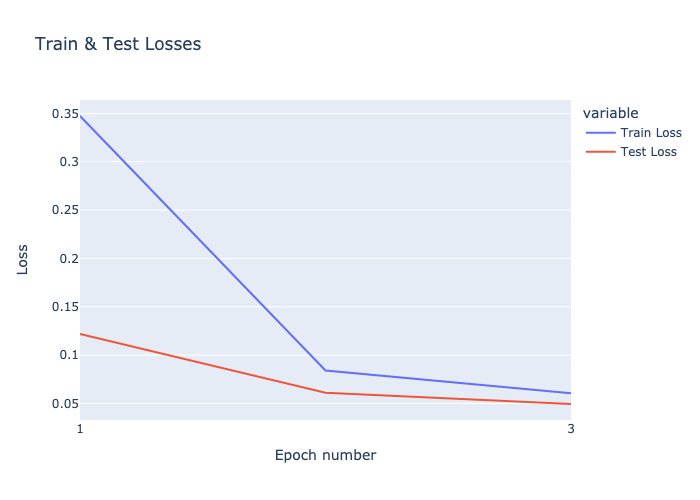 Train & Test Losses
variable
Train Loss
Test Loss
0.35
0.3
0.25
0.2
0.15
0.1
0.05
Loss
1
3
Epoch number